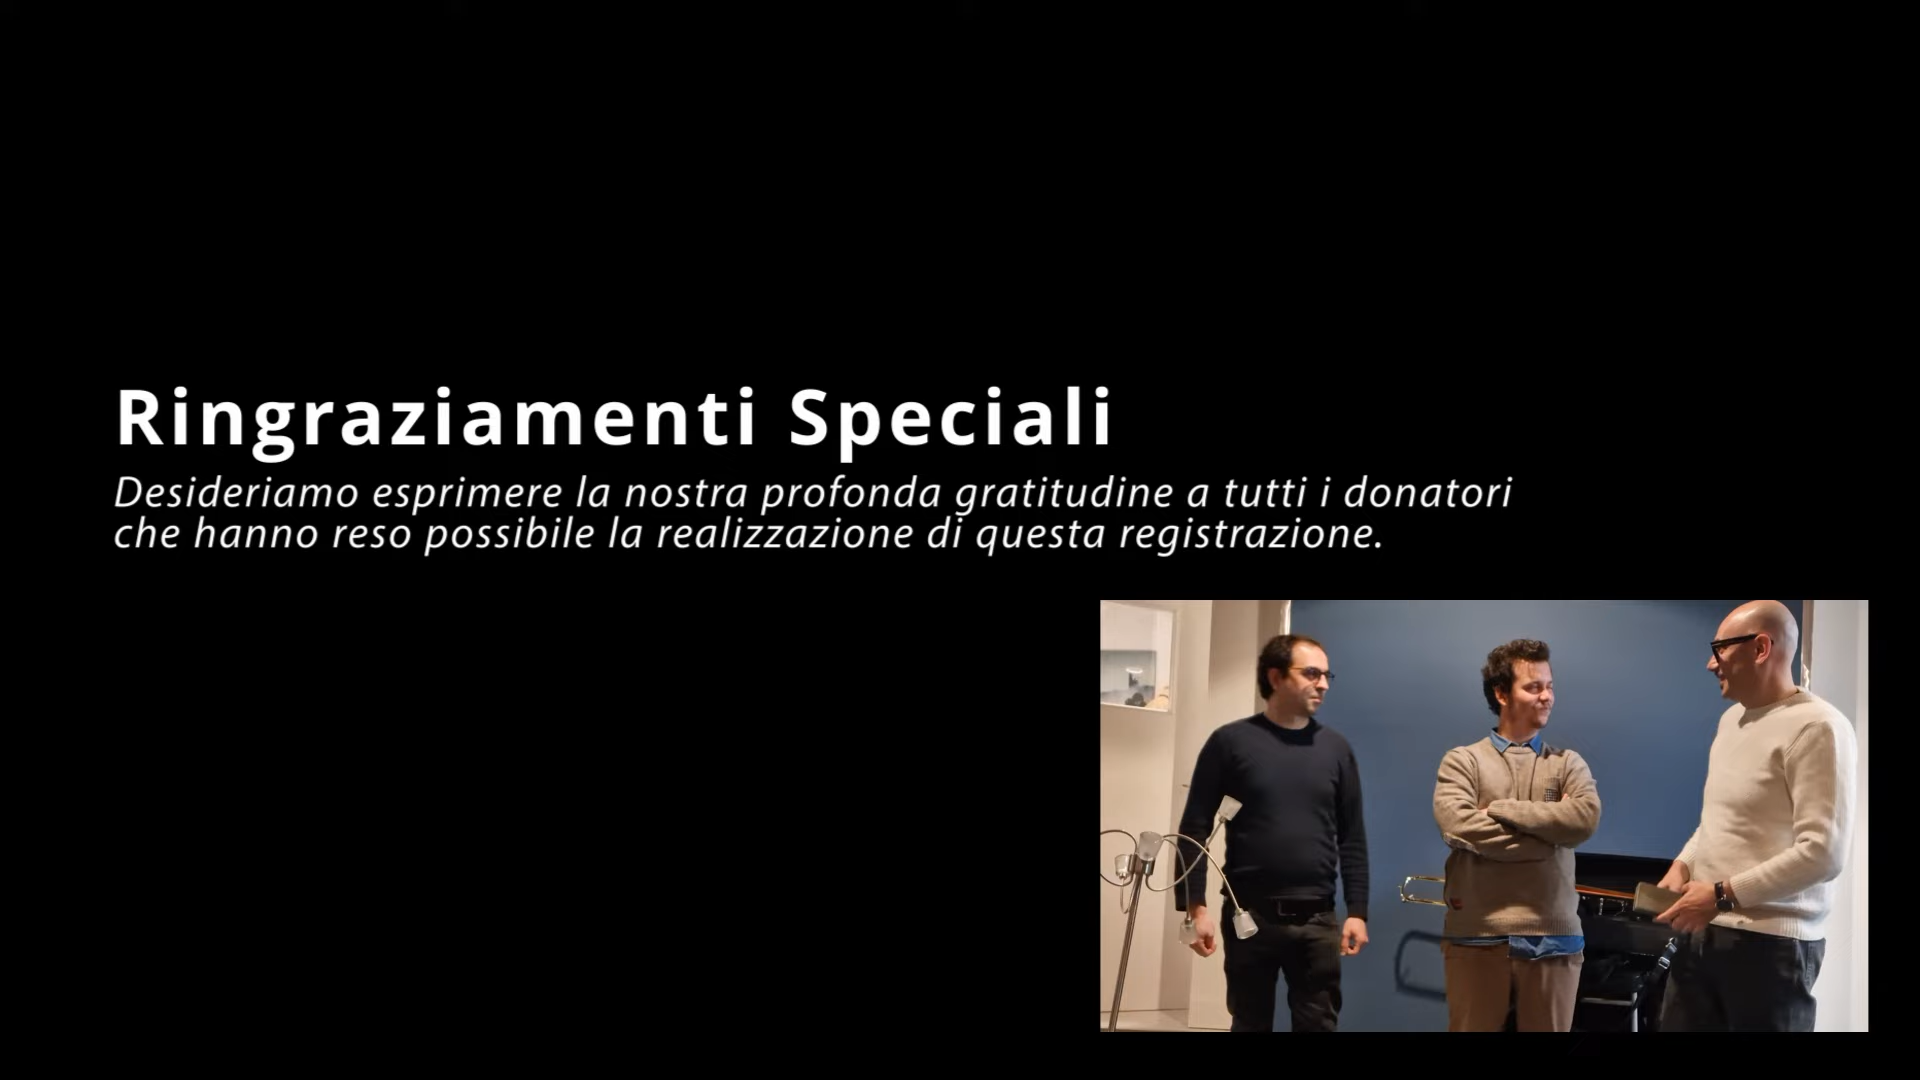 Ringraziamenti Speciali
Desideriamo esprimere la nostra profonda gratitudine a tutti i donatori
che hanno reso possibile la realizzazione di questa registrazione.